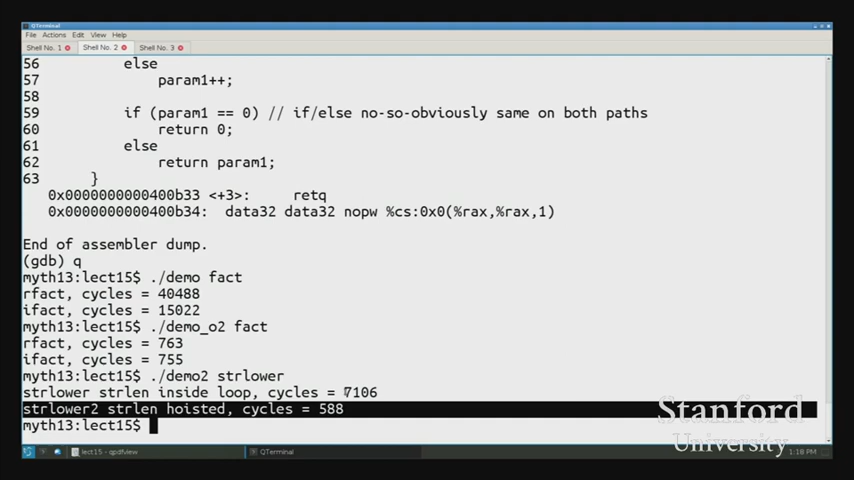 QTerminal
File Actions Edit View Help
Shell No. 1 Shell No. 2 Shell No. 3
56 else
57 param1++;
58
59 if (param1 == 0) // if/else no-so-obviously same on both paths
60 return 0;
61 else
62 return param1;
63 }
0x0000000000400b33 <+3>: retq
0x0000000000400b34: data32 data32 nopw %cs:0x0(%rax,%rax,1)
End of assembler dump.
(gdb) q
myth13:lect15$ ./demo fact
rfact, cycles = 40488
ifact, cycles = 15022
myth13:lect15$ ./demo_o2 fact
rfact, cycles = 763
ifact, cycles = 755
myth13:lect15$ ./demo2 strlower
strlower strlen inside loop, cycles = 7106
strlower2 strlen hoisted, cycles = 588
myth13:lect15$
Stanford
University
lect15 - qpdfview QTerminal 1:18 PM